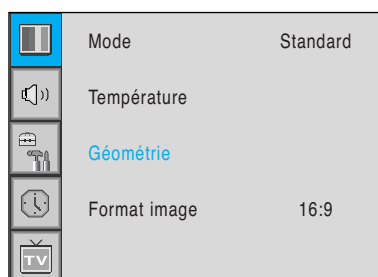 Mode Standard
Température
Géométrie
Format image 16:9
TV